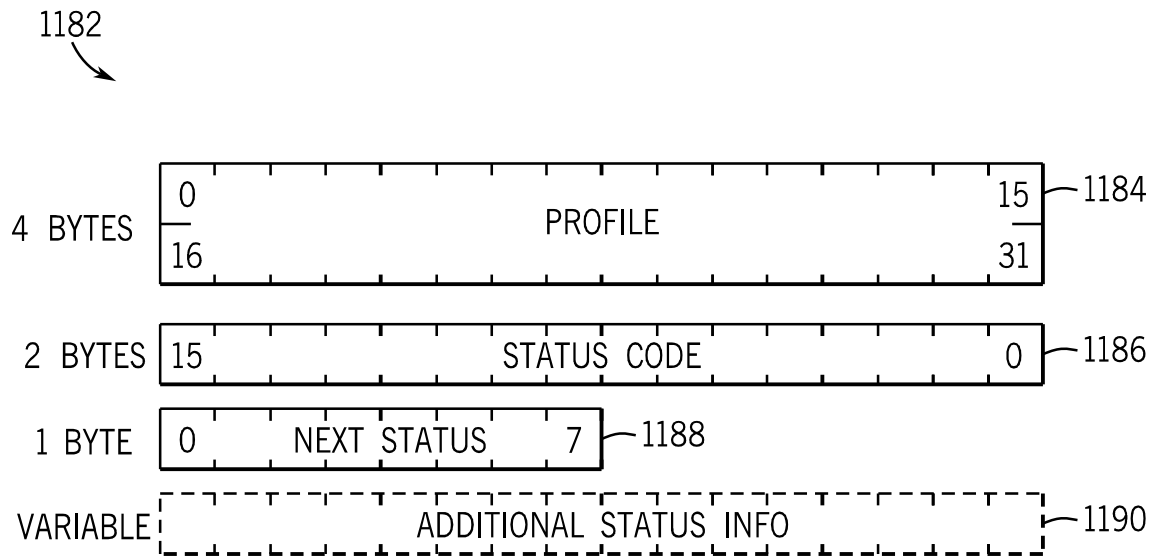 1182
0 15
4 BYTES PROFILE 1184
16 31
2 BYTES 15 STATUS CODE 0 1186
1 BYTE 0 NEXT STATUS 7 1188
VARIABLE ADDITIONAL STATUS INFO 1190